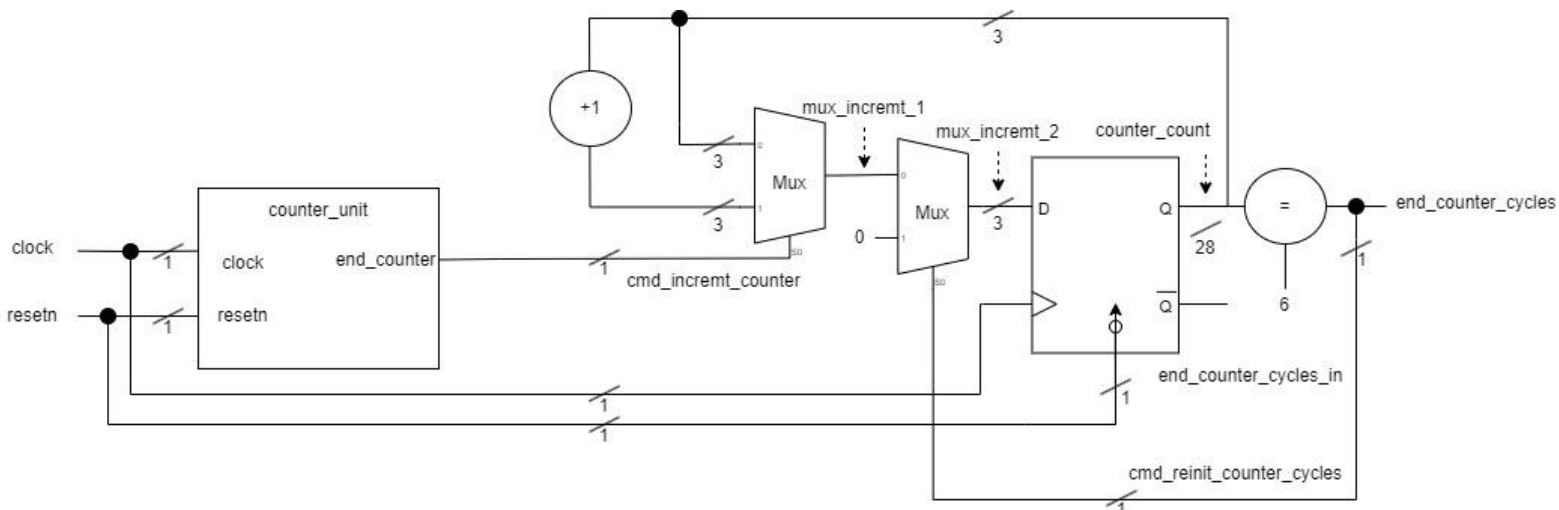 3
+1
mux_incremt_1
mux_incremt_2
counter_count
0
3
Mux
1
3
S0
0
Mux
0
1
S0
3
D
Q
Q
28
=
6
end_counter_cycles
1
counter_unit
clock
1
clock
end_counter
1
cmd_incremt_counter
resetn
1
resetn
end_counter_cycles_in
1
1
1
cmd_reinit_counter_cycles
1